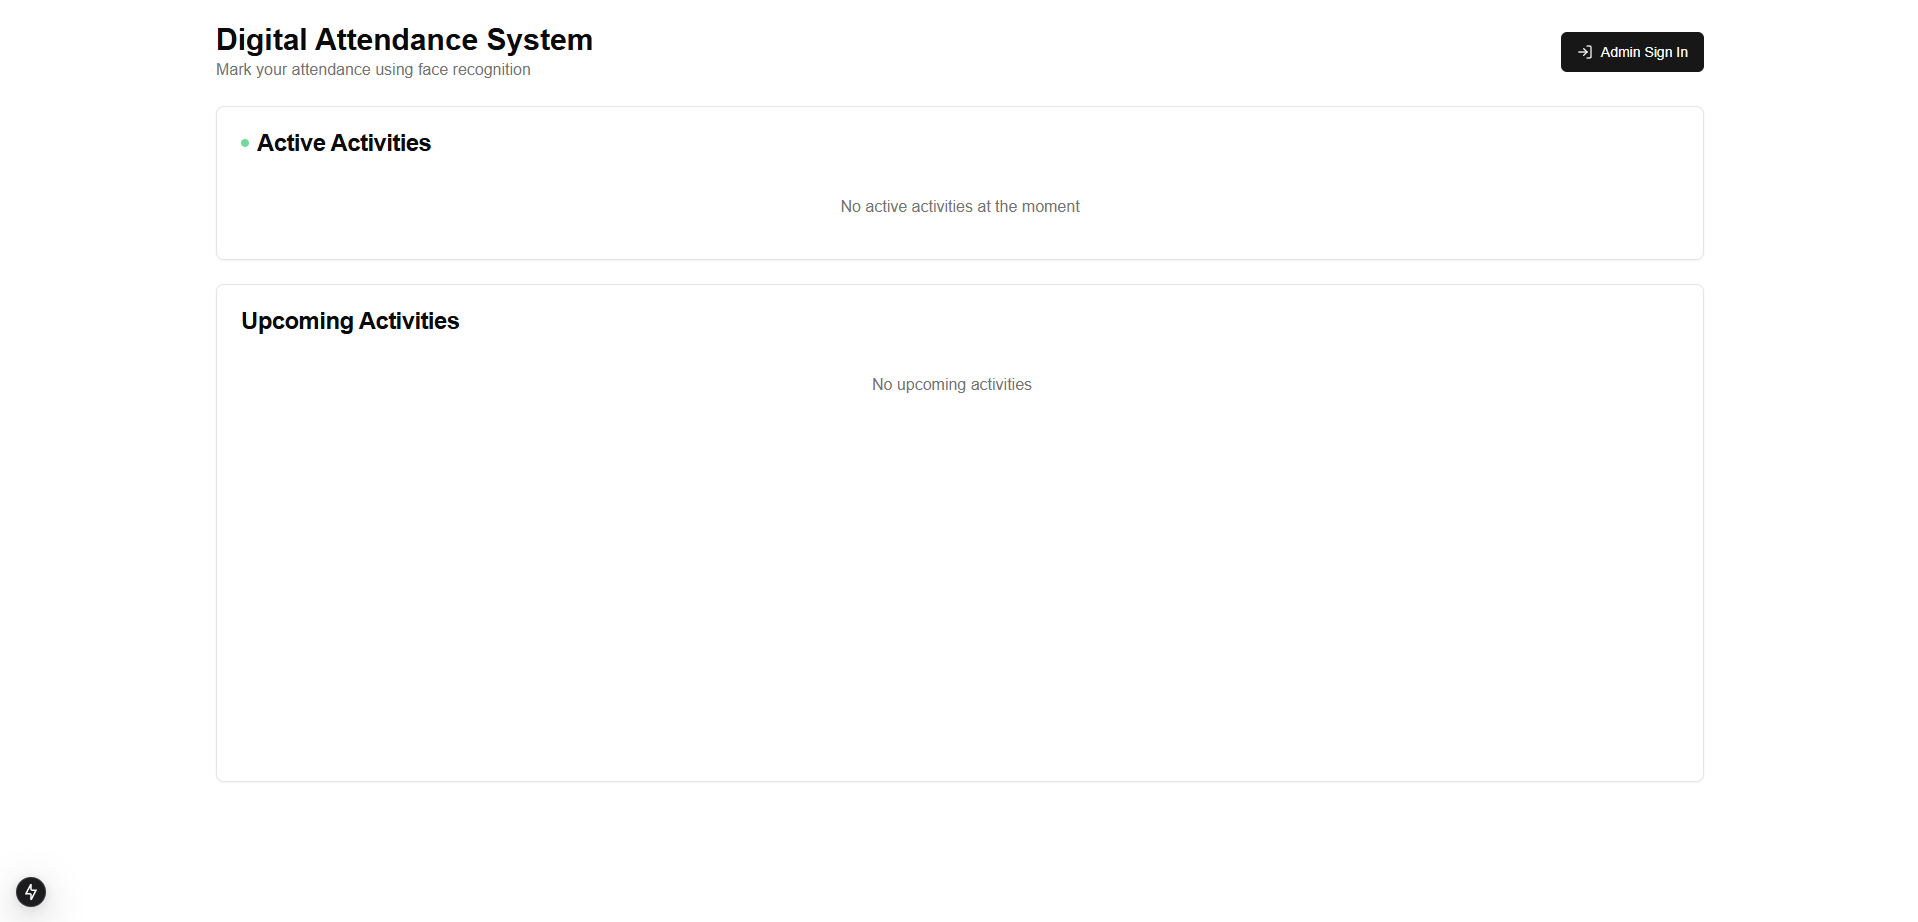 Digital Attendance System
Mark your attendance using face recognition
Admin Sign In
Active Activities
No active activities at the moment
Upcoming Activities
No upcoming activities